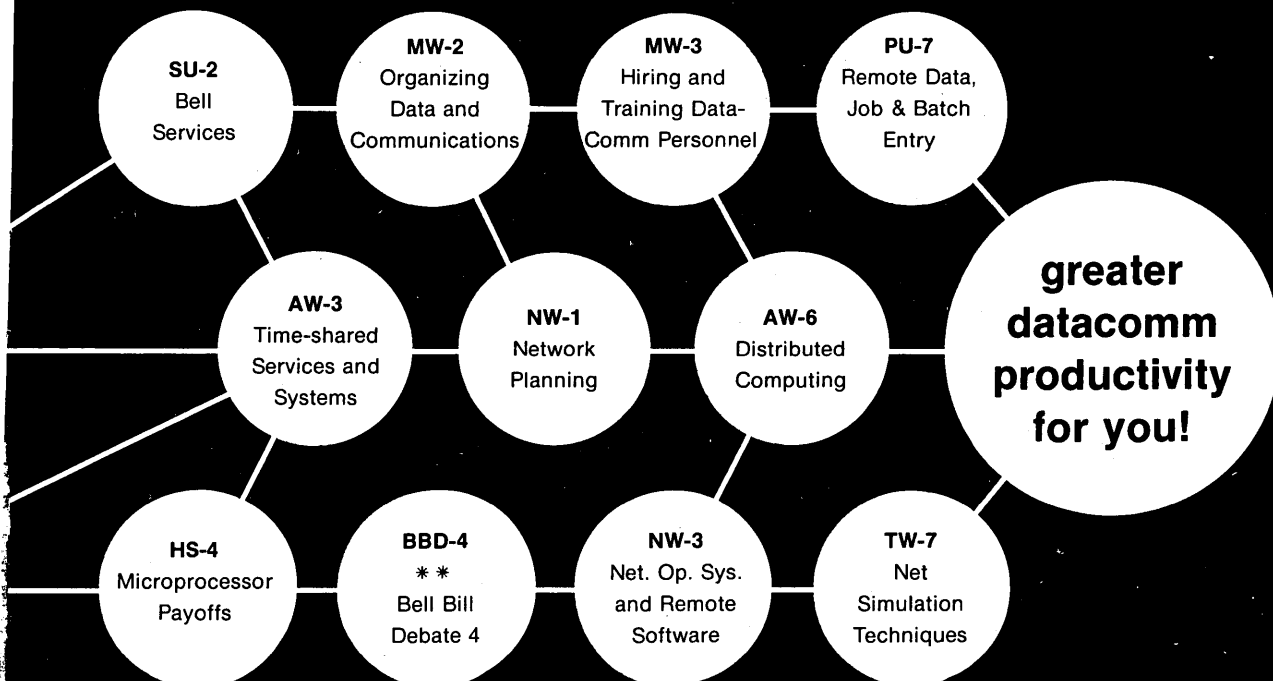 SU-2
Bell
Services
MW-2
Organizing
Data and
Communications
MW-3
Hiring and
Training Data-
Comm Personnel
PU-7
Remote Data,
Job & Batch
Entry
AW-3
Time-shared
Services and
Systems
NW-1
Network
Planning
AW-6
Distributed
Computing
greater
datacomm
productivity
for you!
HS-4
Microprocessor
Payoffs
BBD-4
**
Bell Bill
Debate 4
NW-3
Net. Op. Sys.
and Remote
Software
TW-7
Net
Simulation
Techniques